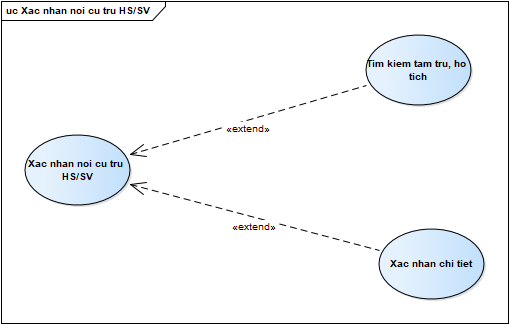 uc Xac nhan noi cu tru HS/SV
Tim kiem tam tru, ho
tich
«extend»
Xac nhan noi cu tru
HS/SV
«extend»
Xac nhan chi tiet